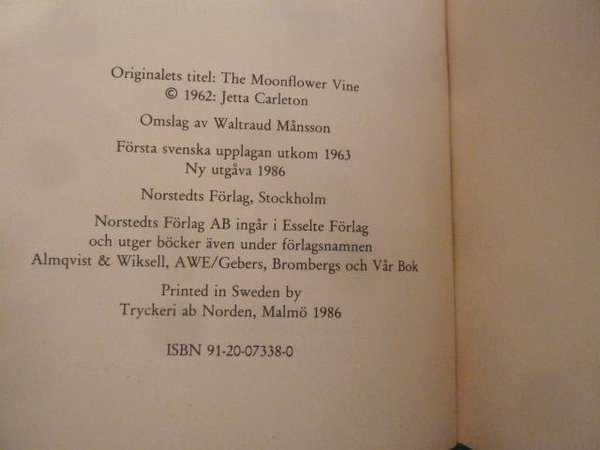 Originalets titel: The Moonflower Vine
© 1962: Jetta Carleton
Omslag av Waltraud Månsson
Första svenska upplagan utkom 1963
Ny utgåva 1986
Norstedts Förlag, Stockholm
Norstedts Förlag AB ingår i Esselte Förlag
och utger böcker även under förlagsnamnen
Almqvist & Wiksell, AWE/Gebers, Brombergs och Vår Bok
Printed in Sweden by
Tryckeri ab Norden, Malmö 1986
ISBN 91-20-07338-0